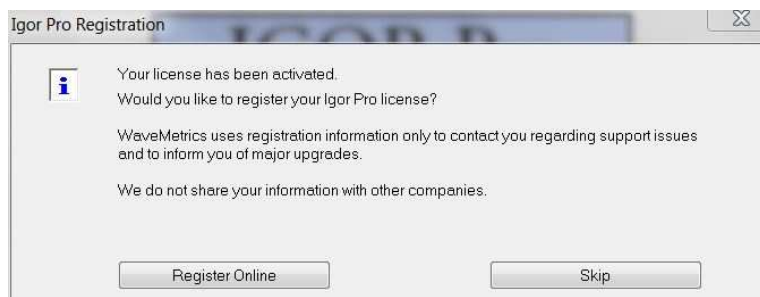 Igor Pro Registration
Your license has been activated.
Would you like to register your Igor Pro license?
WaveMetrics uses registration information only to contact you regarding support issues
and to inform you of major upgrades.
We do not share your information with other companies.
Register Online
Skip